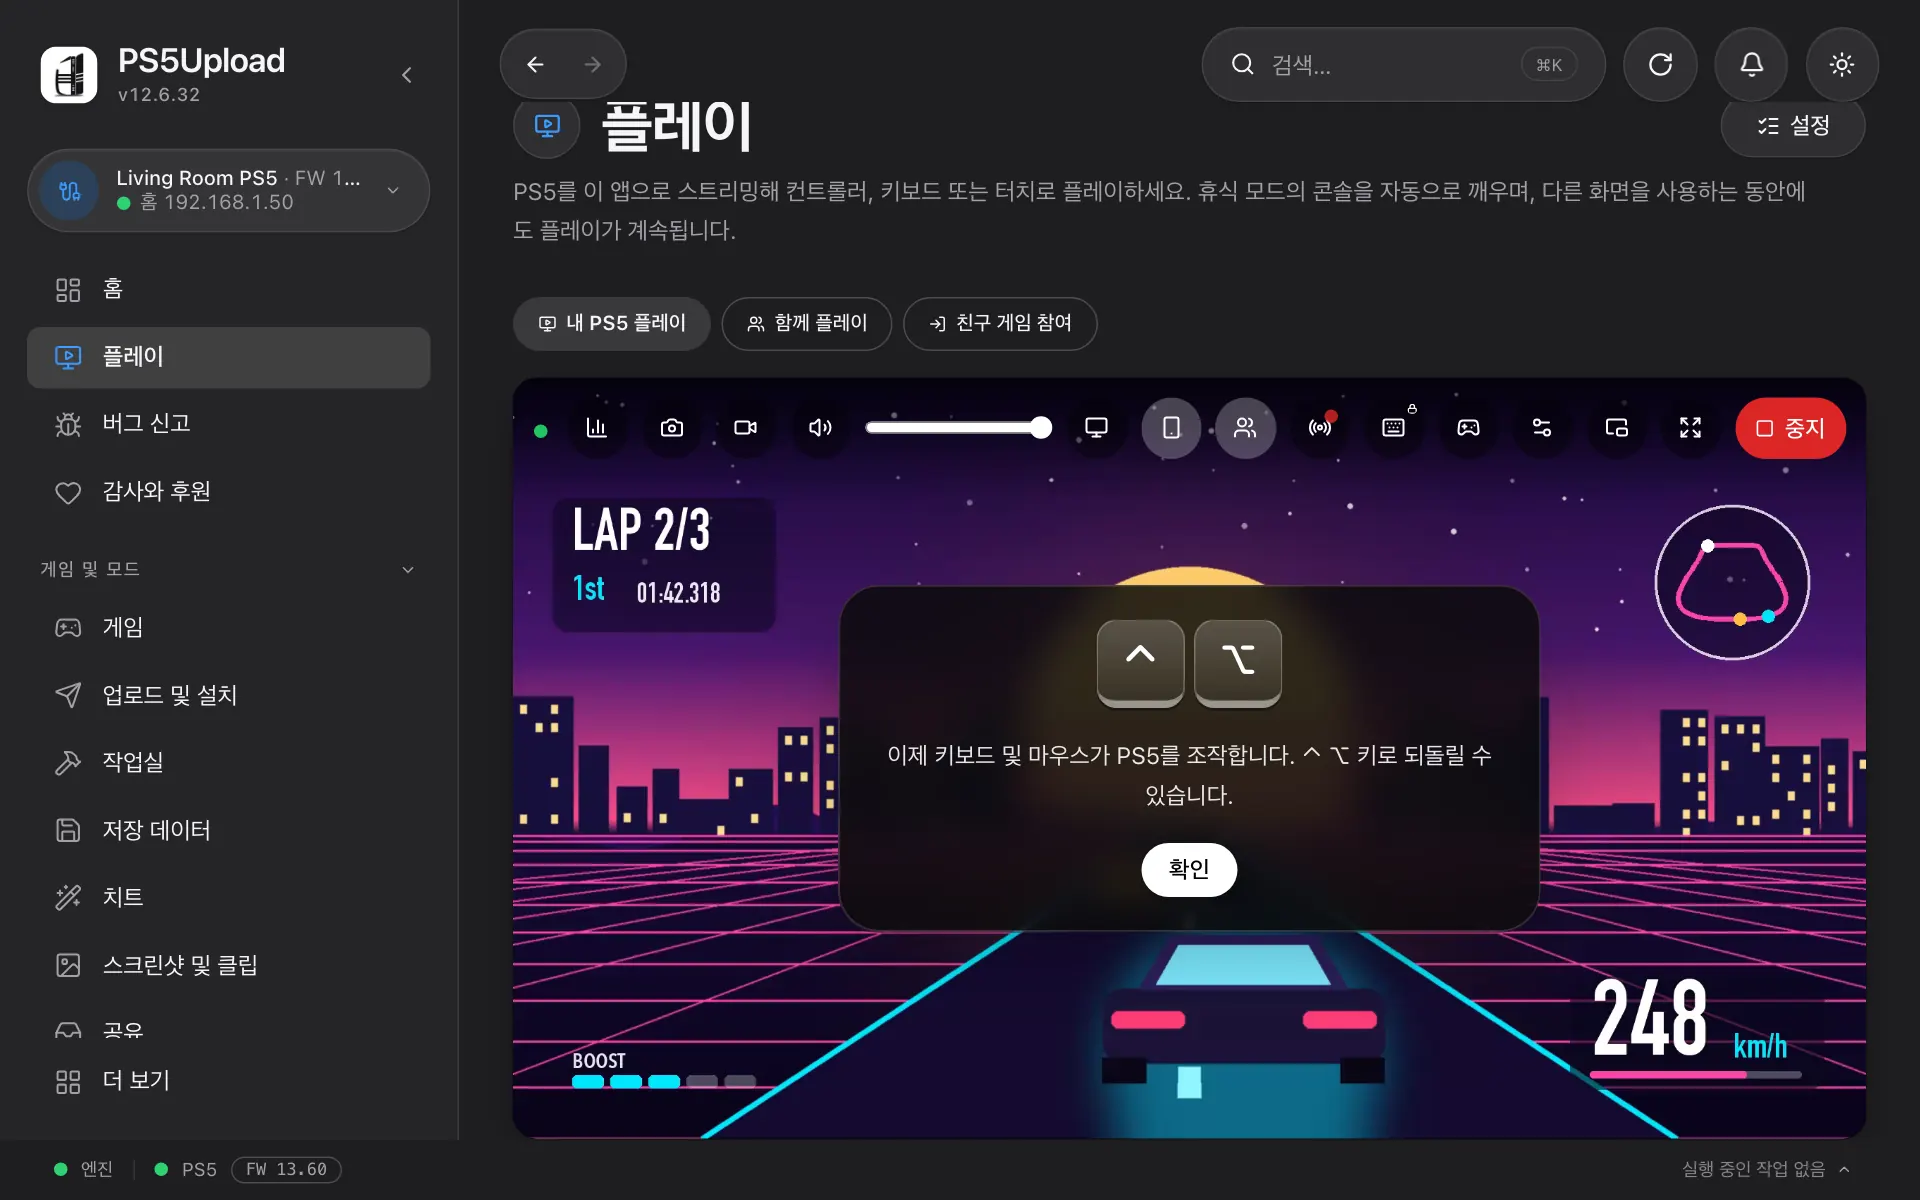 PS5Upload
v12.6.32
Living Room PS5 · FW 1...
홈 192.168.1.50
홈
플레이
버그 신고
감사와 후원
게임 및 모드
게임
업로드 및 설치
작업실
저장 데이터
치트
스크린샷 및 클립
공유
더 보기
검색...
⌘K
플레이
설정
PS5를 이 앱으로 스트리밍해 컨트롤러, 키보드 또는 터치로 플레이하세요. 휴식 모드의 콘솔을 자동으로 깨우며, 다른 화면을 사용하는 동안에
도 플레이가 계속됩니다.
내 PS5 플레이
함께 플레이
친구 게임 참여
중지
LAP 2/3
1st 01:42.318
^ ⌥
이제 키보드 및 마우스가 PS5를 조작합니다. ^ ⌥ 키로 되돌릴 수
있습니다.
확인
BOOST
248 km/h
엔진
PS5
FW 13.60
실행 중인 작업 없음